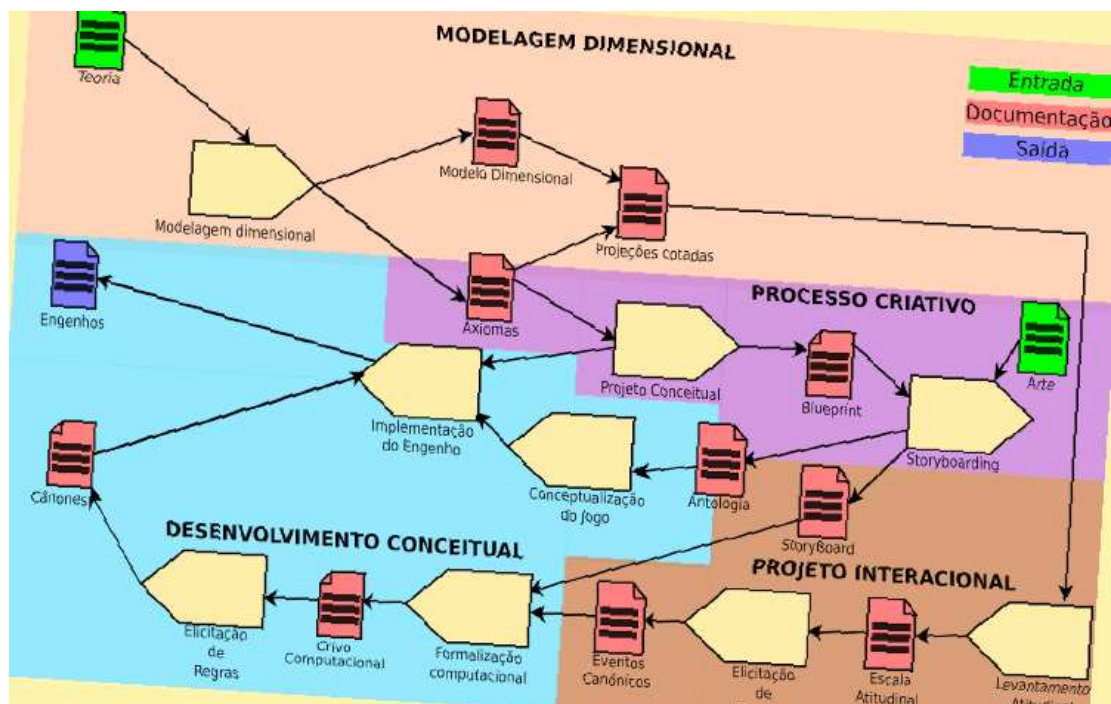 MODELAGEM DIMENSIONAL
Teoria
Entrada
Documentação
Saída
Modelo Dimensional
Modelagem dimensional
Projeções cotadas
Engenhos
Axiomas
PROCESSO CRIATIVO
Projeto Conceitual
Blueprint
Arte
Implementação
do Engenho
Storyboarding
Cânones
Conceptualização
do Jogo
Antologia
StoryBoard
DESENVOLVIMENTO CONCEITUAL
PROJETO INTERACIONAL
Elicitação
de
Regras
Crivo
Computacional
Formalização
computacional
Eventos
Canônicos
Elicitação
de
Escala
Atitudinal
Levantamento